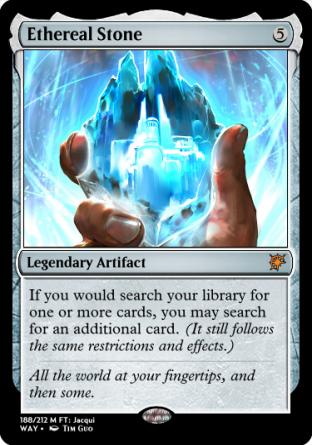 Ethereal Stone 5
Legendary Artifact
If you would search your library for
one or more cards, you may search
for an additional card. (It still follows
the same restrictions and effects.)
All the world at your fingertips, and
then some.
188/212 M FT: Jacqui
WAY • Tim Guo